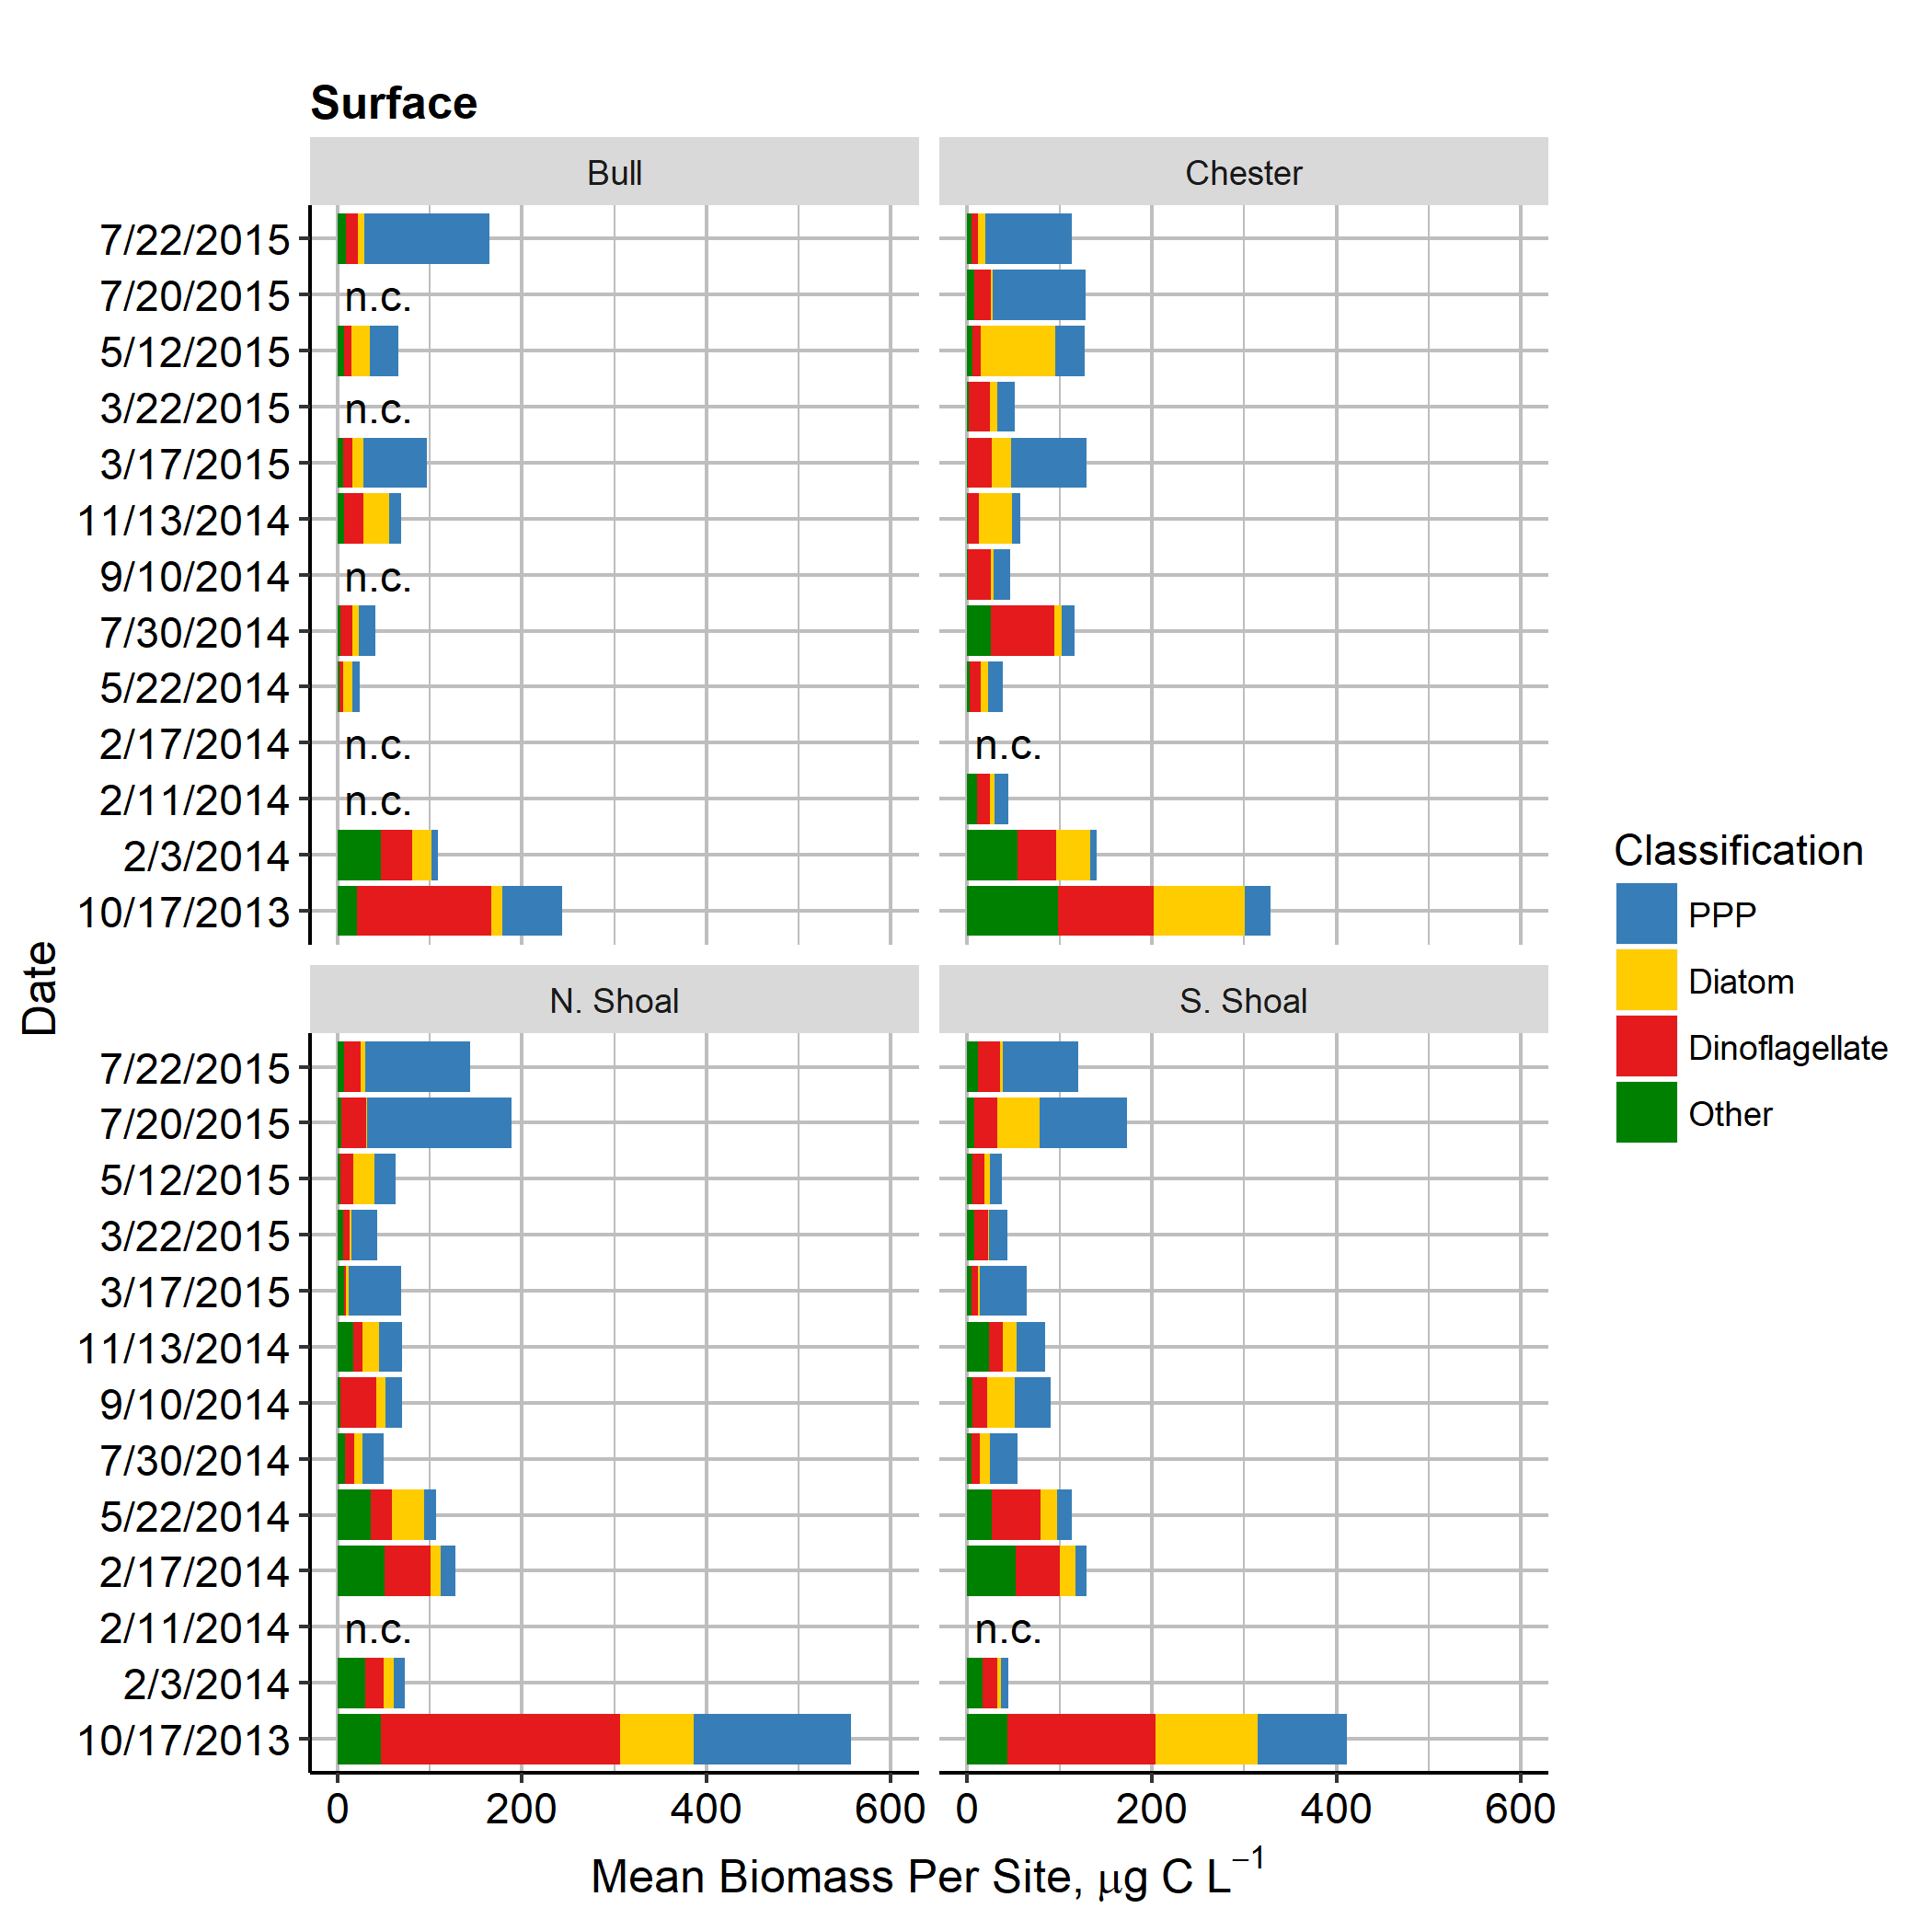 Surface
Bull
Chester
7/22/2015
7/20/2015
n.c.
5/12/2015
3/22/2015
n.c.
3/17/2015
11/13/2014
9/10/2014
n.c.
7/30/2014
5/22/2014
2/17/2014
n.c.
n.c.
2/11/2014
n.c.
2/3/2014
10/17/2013
Date
N. Shoal
S. Shoal
7/22/2015
7/20/2015
5/12/2015
3/22/2015
3/17/2015
11/13/2014
9/10/2014
7/30/2014
5/22/2014
2/17/2014
2/11/2014
n.c.
n.c.
2/3/2014
10/17/2013
0 200 400 600
0 200 400 600
Mean Biomass Per Site, μg C L⁻¹
Classification
PPP
Diatom
Dinoflagellate
Other